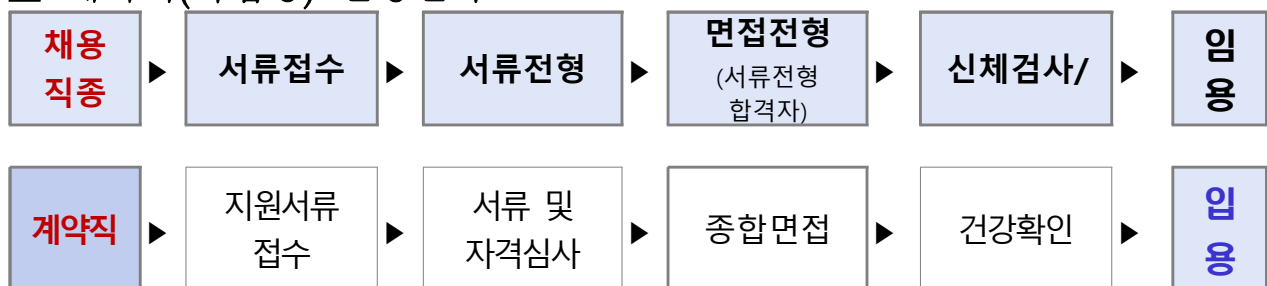 채용
직종
▶
서류접수
▶
서류전형
▶
면접전형
(서류전형
합격자)
▶
신체검사/
▶
임
용
계약직
▶
지원서류
접수
▶
서류 및
자격심사
▶
종합면접
▶
건강확인
▶
입
용